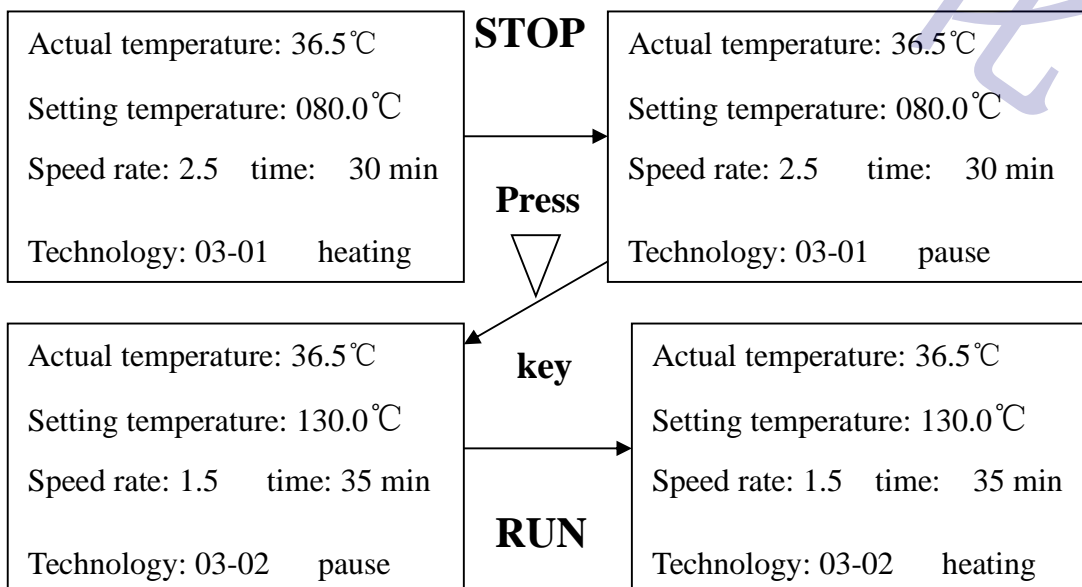 Actual temperature: 36.5℃
Setting temperature: 080.0℃
Speed rate: 2.5 time: 30 min
Technology: 03-01 heating
STOP
Actual temperature: 36.5℃
Setting temperature: 080.0℃
Speed rate: 2.5 time: 30 min
Technology: 03-01 pause
Press
key
Actual temperature: 36.5℃
Setting temperature: 130.0℃
Speed rate: 1.5 time: 35 min
Technology: 03-02 pause
RUN
Actual temperature: 36.5℃
Setting temperature: 130.0℃
Speed rate: 1.5 time: 35 min
Technology: 03-02 heating